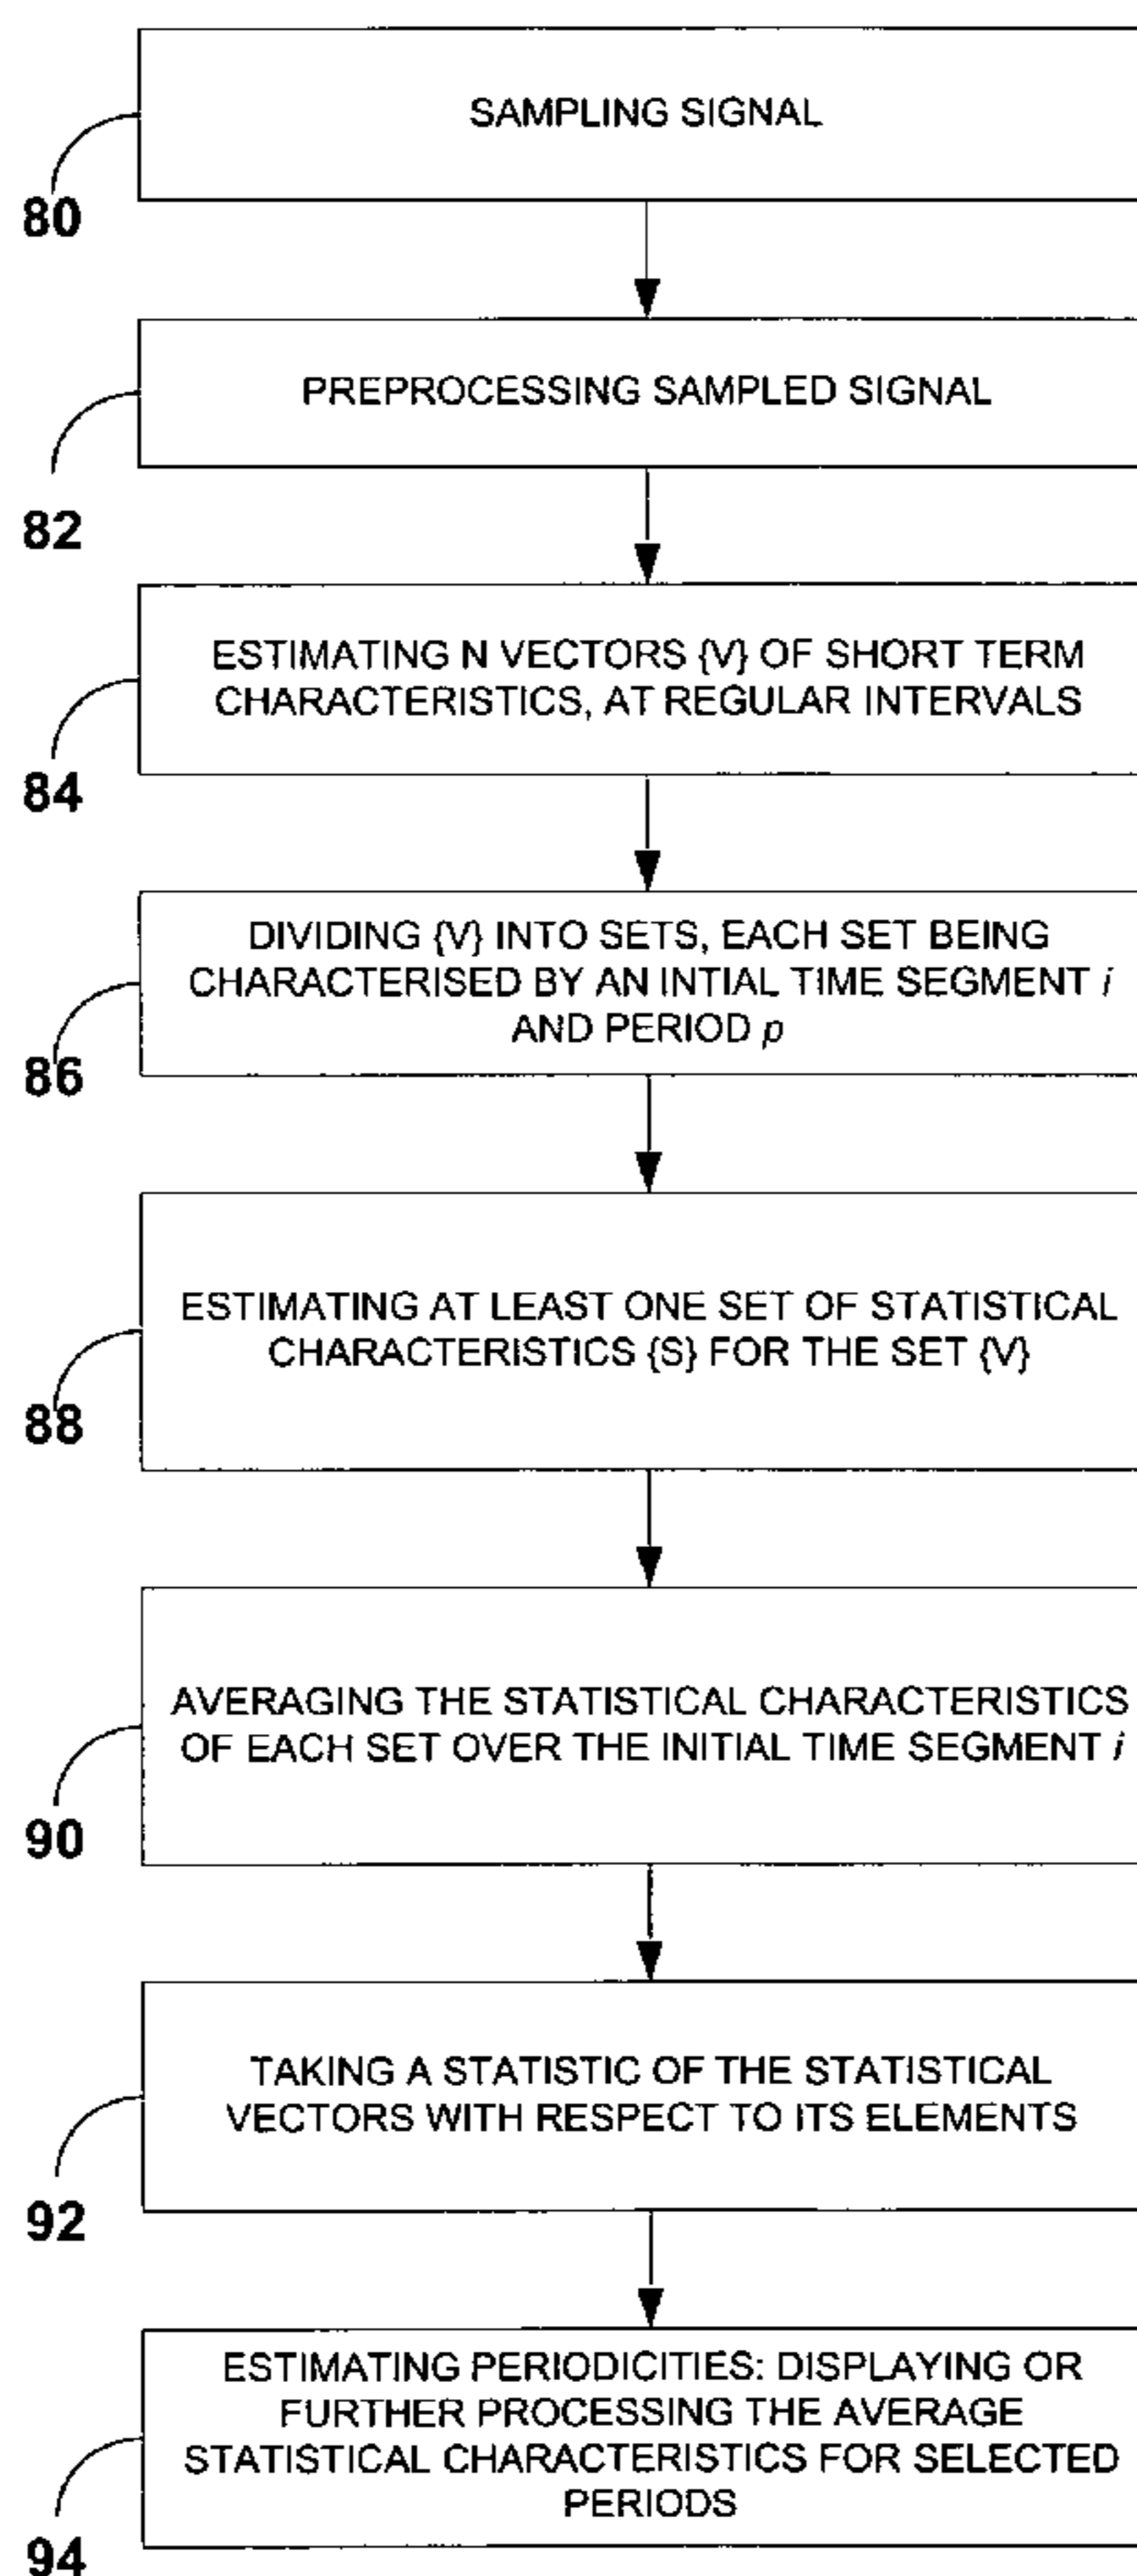 SAMPLING SIGNAL
80
PREPROCESSING SAMPLED SIGNAL
82
ESTIMATING N VECTORS {V} OF SHORT TERM
CHARACTERISTICS, AT REGULAR INTERVALS
84
DIVIDING {V} INTO SETS, EACH SET BEING
CHARACTERISED BY AN INTIAL TIME SEGMENT i
AND PERIOD p
86
ESTIMATING AT LEAST ONE SET OF STATISTICAL
CHARACTERISTICS {S} FOR THE SET {V}
88
AVERAGING THE STATISTICAL CHARACTERISTICS
OF EACH SET OVER THE INITIAL TIME SEGMENT i
90
TAKING A STATISTIC OF THE STATISTICAL
VECTORS WITH RESPECT TO ITS ELEMENTS
92
ESTIMATING PERIODICITIES: DISPLAYING OR
FURTHER PROCESSING THE AVERAGE
STATISTICAL CHARACTERISTICS FOR SELECTED
PERIODS
94